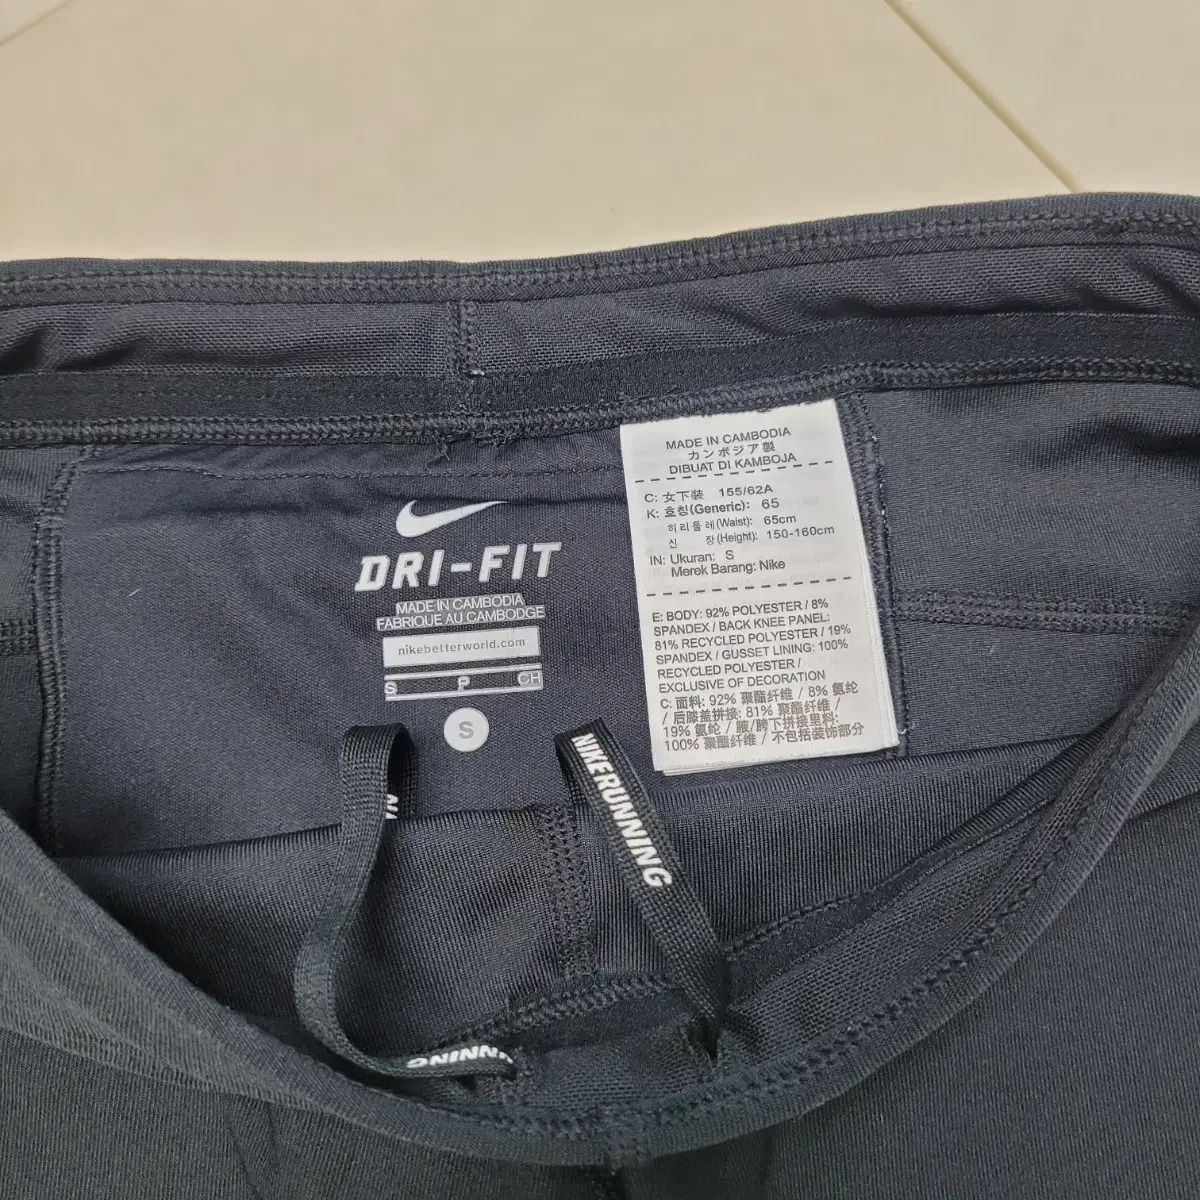 DRI-FIT
MADE IN CAMBODIA
FABRIQUE AU CAMBODGE
nikebetterworld.com
S P CH
S
NIKERUNNING
NNING
MADE IN CAMBODIA
カンボジア製
DIBUAT DI KAMBOJA
C: 女下装 155/62A
K: 호칭(Generic): 65
허리둘레(Waist): 65cm
신 장(Height): 150-160cm
IN: Ukuran: S
Merek Barang: Nike
E: BODY: 92% POLYESTER / 8%
SPANDEX / BACK KNEE PANEL:
81% RECYCLED POLYESTER / 19%
SPANDEX / GUSSET LINING: 100%
RECYCLED POLYESTER /
EXCLUSIVE OF DECORATION
C: 面料: 92% 聚酯纤维 / 8% 氨纶
/ 后膝盖拼接: 81% 聚酯纤维 /
19% 氨纶 / 腋/胯下拼接里料:
100% 聚酯纤维 / 不包括装饰部分